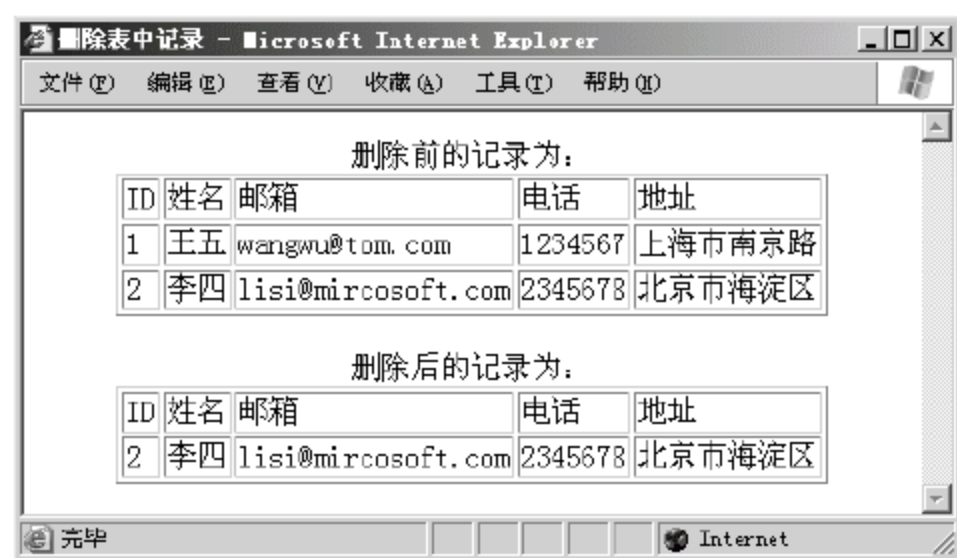 删除表中记录 - Microsoft Internet Explorer
文件(F) 编辑(E) 查看(V) 收藏(A) 工具(T) 帮助(H)
删除前的记录为：
ID 姓名 邮箱 电话 地址
1 王五 wangwu@tom.com 1234567 上海市南京路
2 李四 lisi@mircosoft.com 2345678 北京市海淀区
删除后的记录为：
ID 姓名 邮箱 电话 地址
2 李四 lisi@mircosoft.com 2345678 北京市海淀区
完毕 Internet